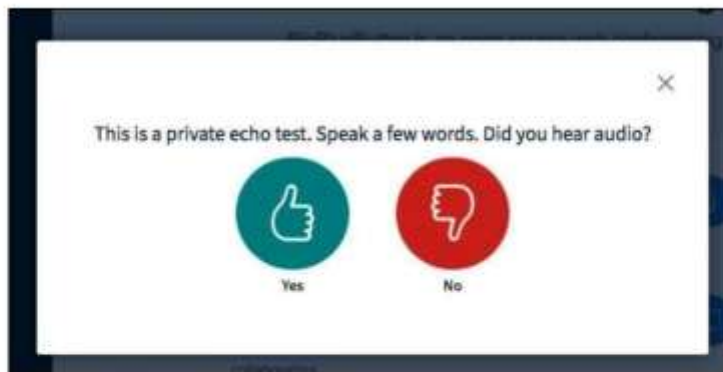 This is a private echo test. Speak a few words. Did you hear audio?
Yes
No